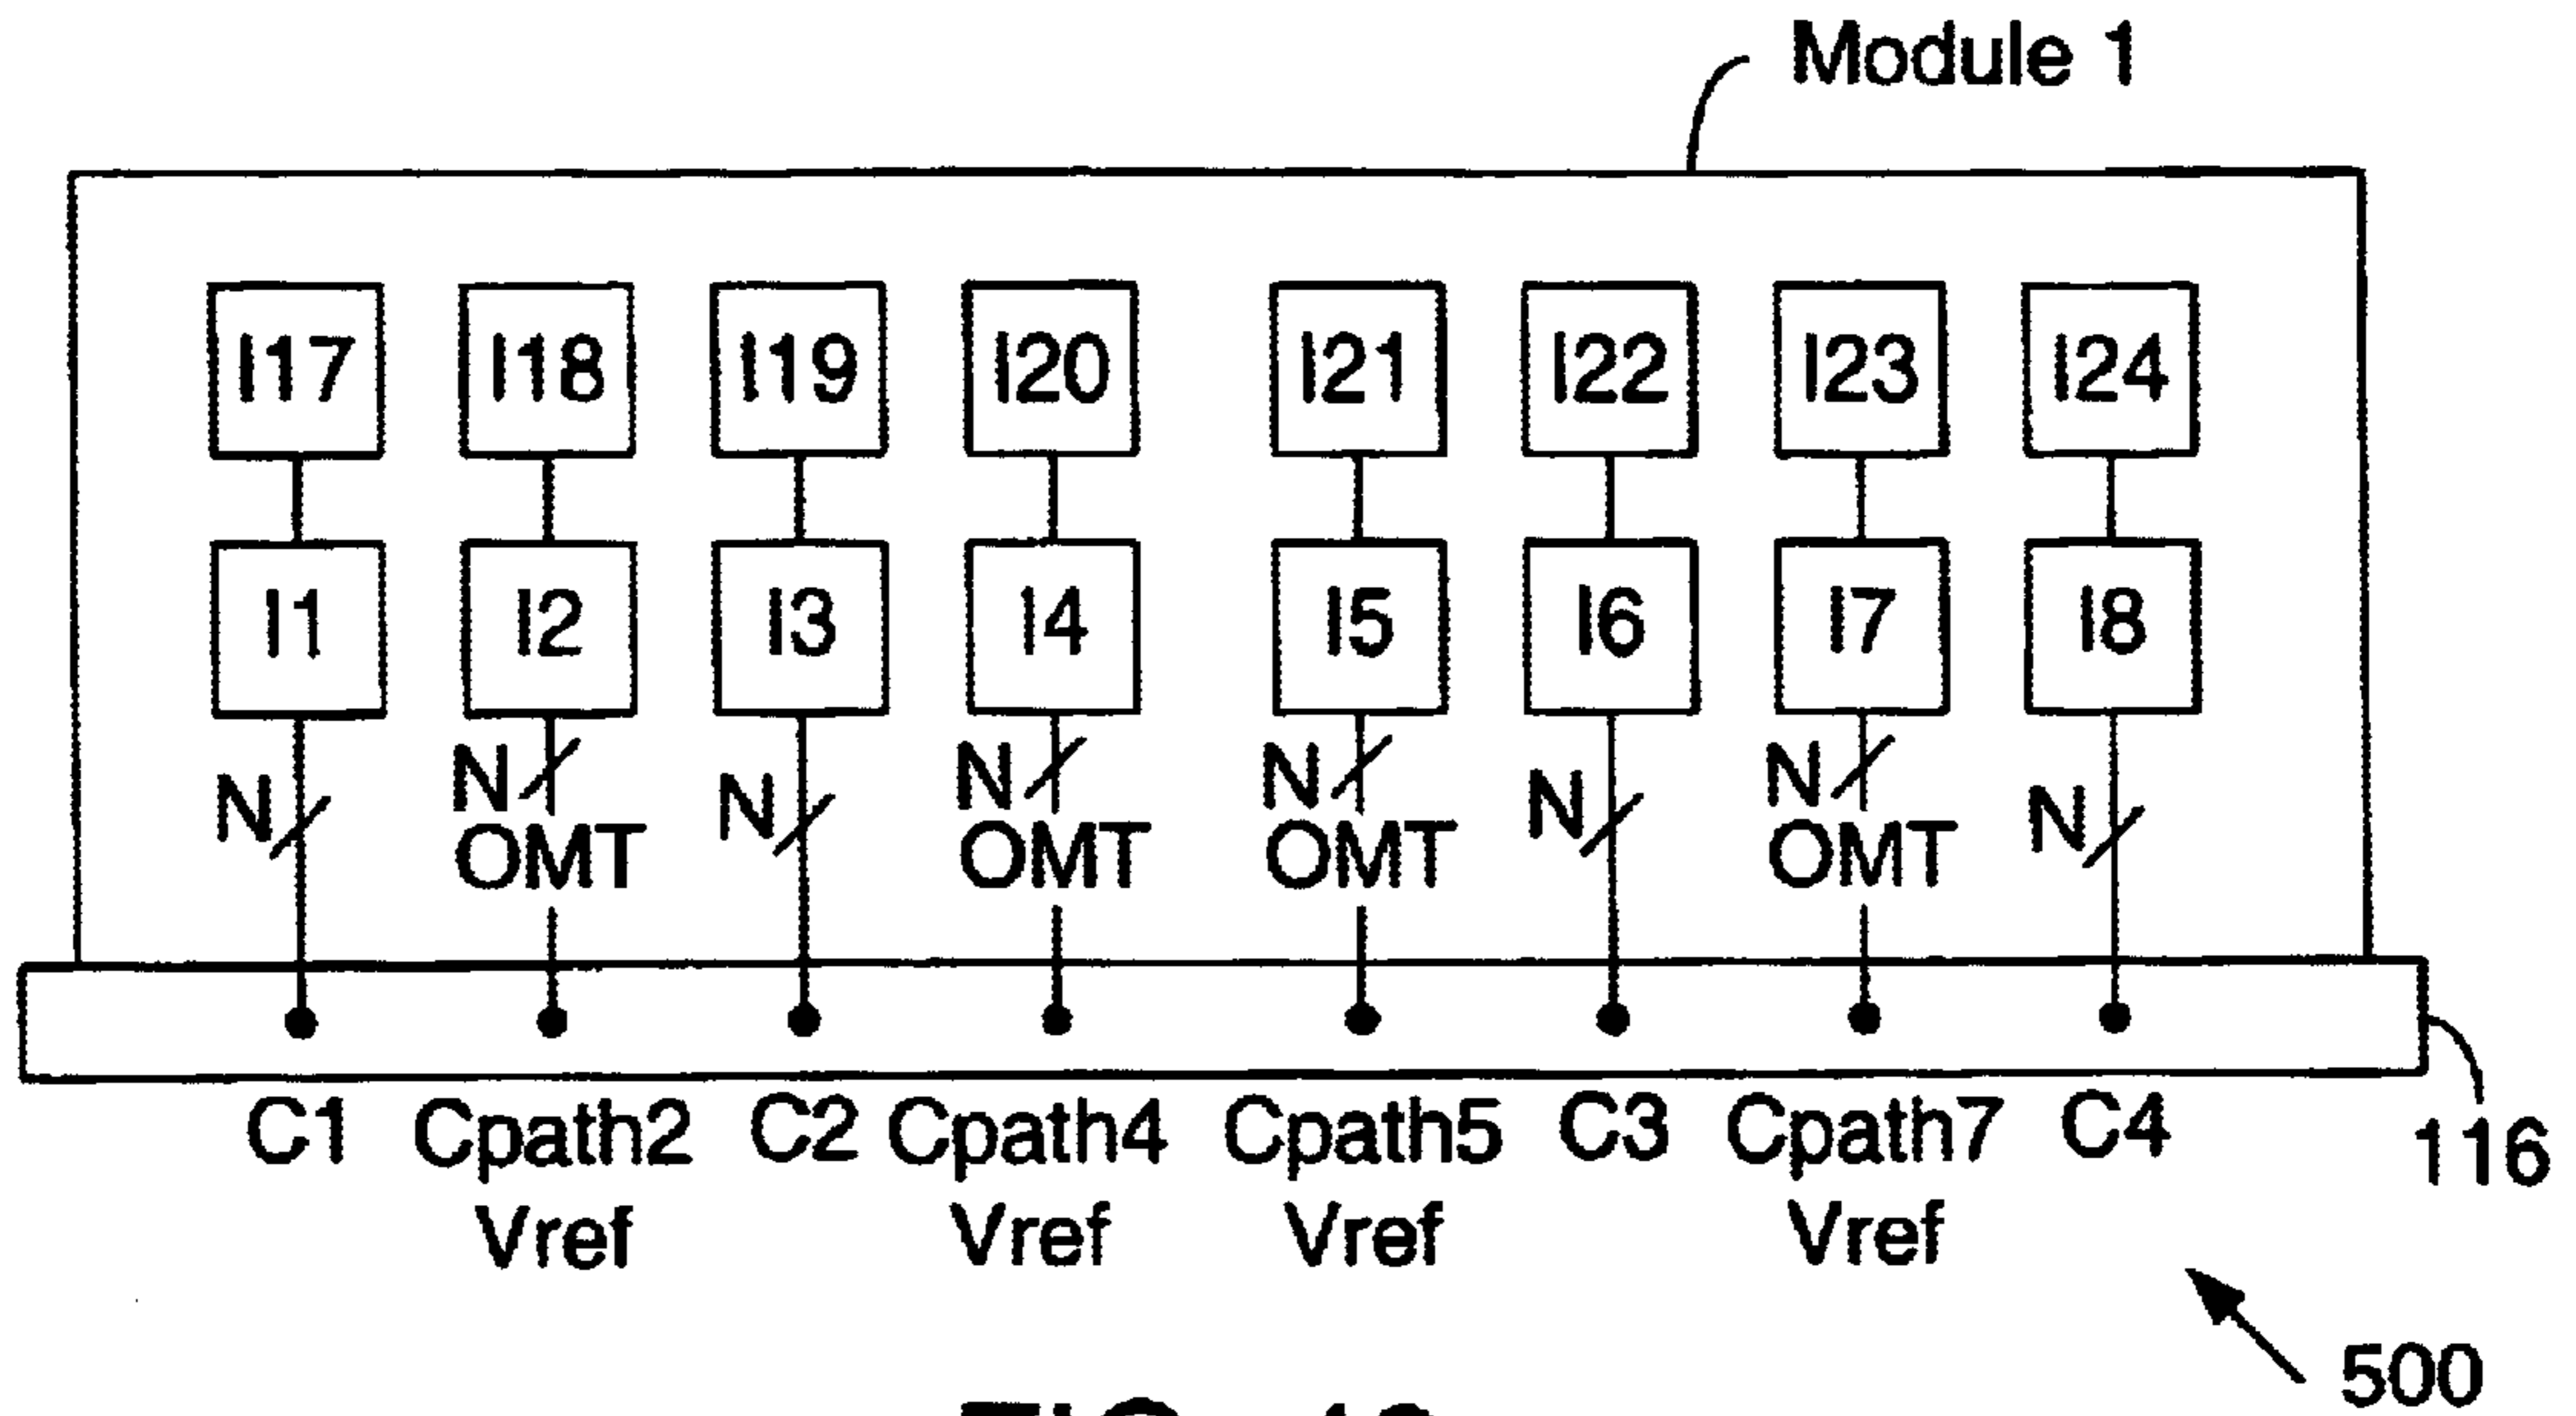 Module 1
I17 I18 I19 I20 I21 I22 I23 I24
I1 I2 I3 I4 I5 I6 I7 I8
N N N N N N N N
OMT OMT OMT OMT
C1 Cpath2 C2 Cpath4 Cpath5 C3 Cpath7 C4
116
Vref Vref Vref Vref
500